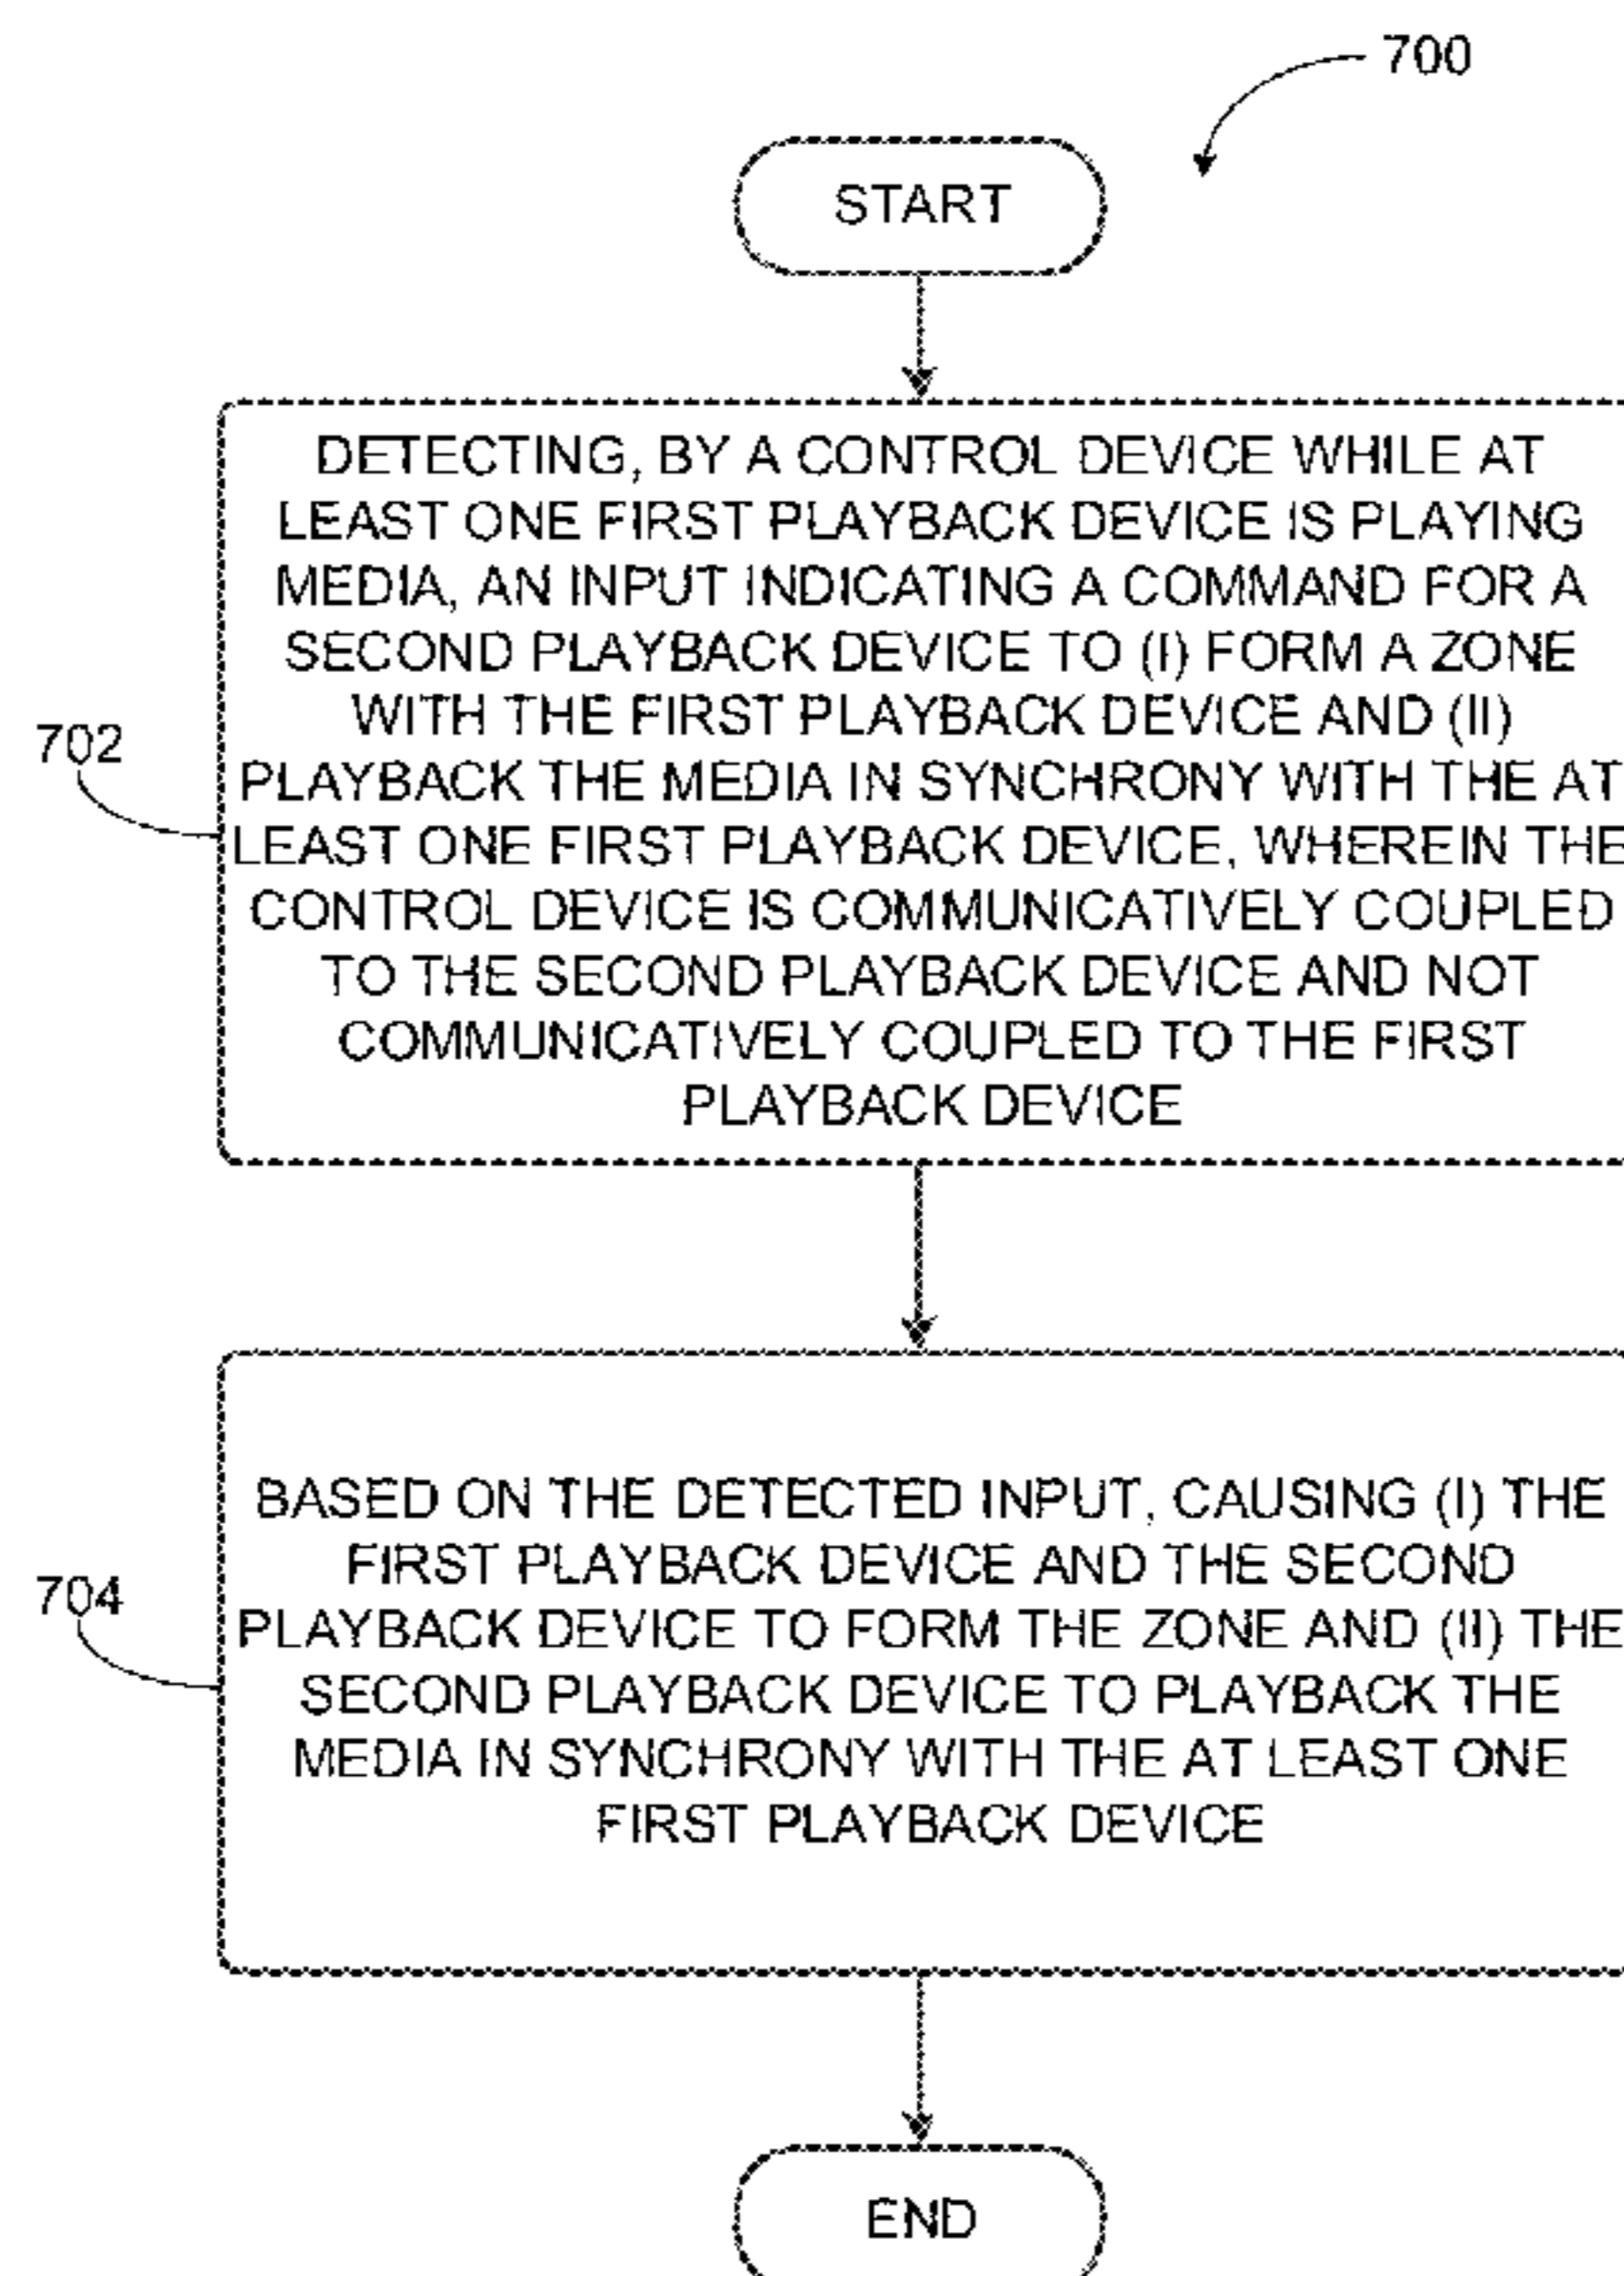 700
START
DETECTING, BY A CONTROL DEVICE WHILE AT
LEAST ONE FIRST PLAYBACK DEVICE IS PLAYING
MEDIA, AN INPUT INDICATING A COMMAND FOR A
SECOND PLAYBACK DEVICE TO (I) FORM A ZONE
WITH THE FIRST PLAYBACK DEVICE AND (II)
702
PLAYBACK THE MEDIA IN SYNCHRONY WITH THE AT
LEAST ONE FIRST PLAYBACK DEVICE, WHEREIN THE
CONTROL DEVICE IS COMMUNICATIVELY COUPLED
TO THE SECOND PLAYBACK DEVICE AND NOT
COMMUNICATIVELY COUPLED TO THE FIRST
PLAYBACK DEVICE
BASED ON THE DETECTED INPUT, CAUSING (I) THE
FIRST PLAYBACK DEVICE AND THE SECOND
704
PLAYBACK DEVICE TO FORM THE ZONE AND (II) THE
SECOND PLAYBACK DEVICE TO PLAYBACK THE
MEDIA IN SYNCHRONY WITH THE AT LEAST ONE
FIRST PLAYBACK DEVICE
END